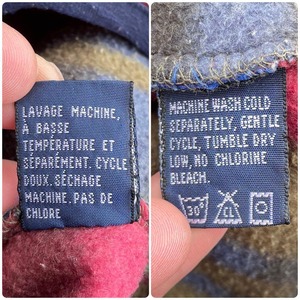 LAVAGE MACHINE,
À BASSE
TEMPÉRATURE ET
SÉPARÉMENT. CYCLE
DOUX. SÉCHAGE
MACHINE. PAS DE
CHLORE
MACHINE WASH COLD
SEPARATELY, GENTLE
CYCLE, TUMBLE DRY
LOW, NO CHLORINE
BLEACH.
30° CL